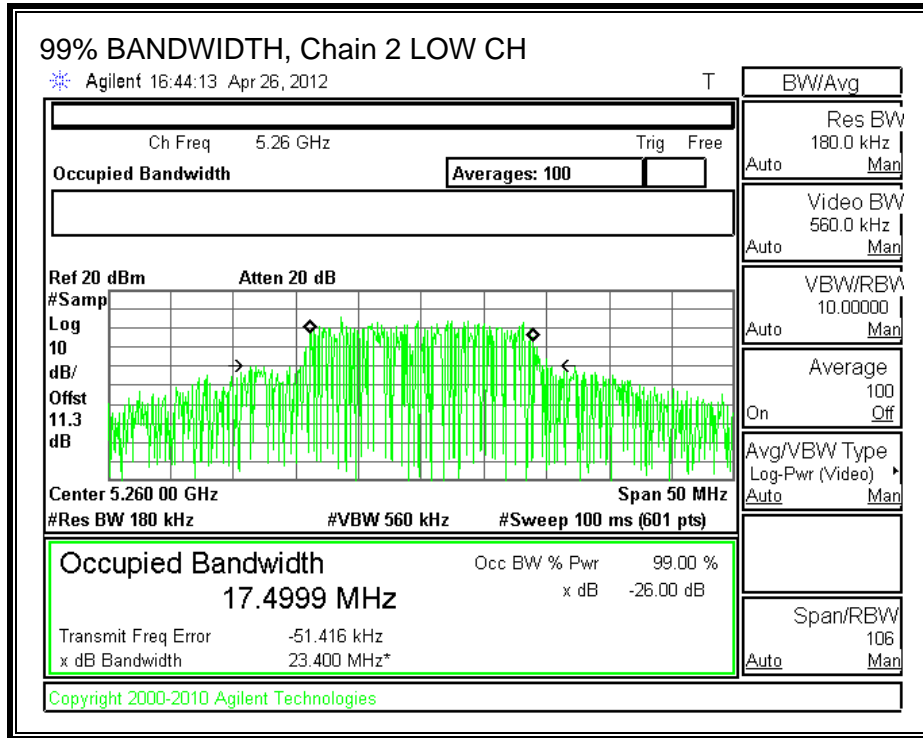 99% BANDWIDTH, Chain 2 LOW CH
Agilent 16:44:13 Apr 26, 2012 T
Ch Freq 5.26 GHz Trig Free
Occupied Bandwidth Averages: 100
Ref 20 dBm Atten 20 dB
#Samp
Log
10
dB/
Offst
11.3
dB
Center 5.260 00 GHz Span 50 MHz
#Res BW 180 kHz #VBW 560 kHz #Sweep 100 ms (601 pts)
Occupied Bandwidth Occ BW % Pwr 99.00 %
17.4999 MHz x dB -26.00 dB
Transmit Freq Error -51.416 kHz
x dB Bandwidth 23.400 MHz*
Copyright 2000-2010 Agilent Technologies
BW/Avg
Res BW
180.0 kHz
Auto Man
Video BW
560.0 kHz
Auto Man
VBW/RBW
10.00000
Auto Man
Average
100
On Off
Avg/VBW Type
Log-Pwr (Video)
Auto Man
Span/RBW
106
Auto Man